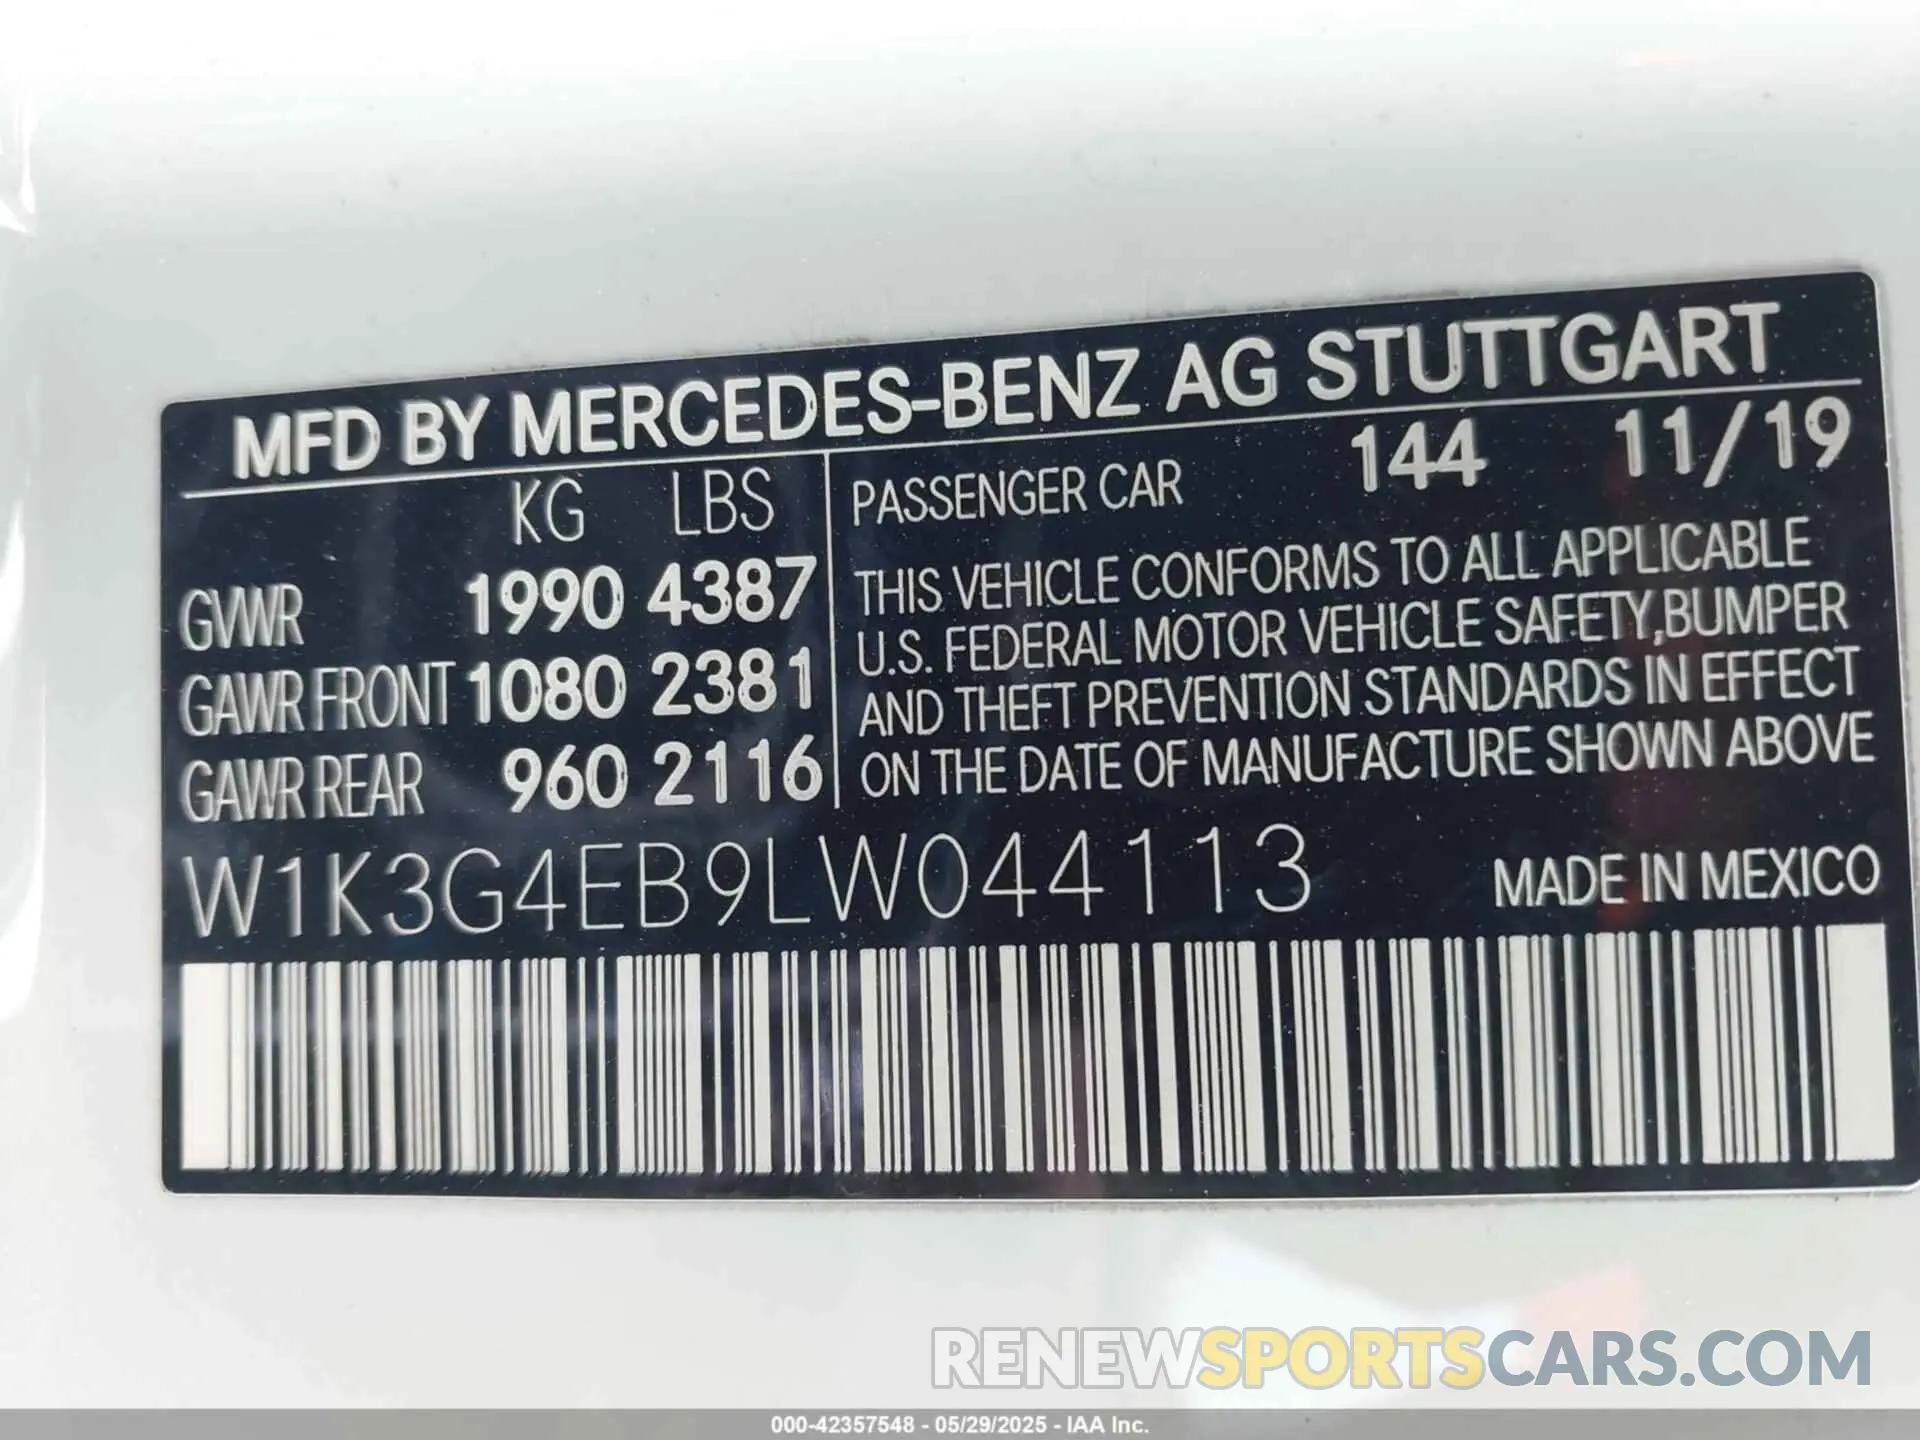 MFD BY MERCEDES-BENZ AG STUTTGART
KG LBS
PASSENGER CAR 144 11/19
GVWR 1990 4387
GAWR FRONT 1080 2381
GAWR REAR 960 2116
THIS VEHICLE CONFORMS TO ALL APPLICABLE
U.S. FEDERAL MOTOR VEHICLE SAFETY,BUMPER
AND THEFT PREVENTION STANDARDS IN EFFECT
ON THE DATE OF MANUFACTURE SHOWN ABOVE
W1K3G4EB9LW044113
MADE IN MEXICO
RENEWSPORTSCARS.COM
000-42357548 - 05/29/2025 - IAA Inc.